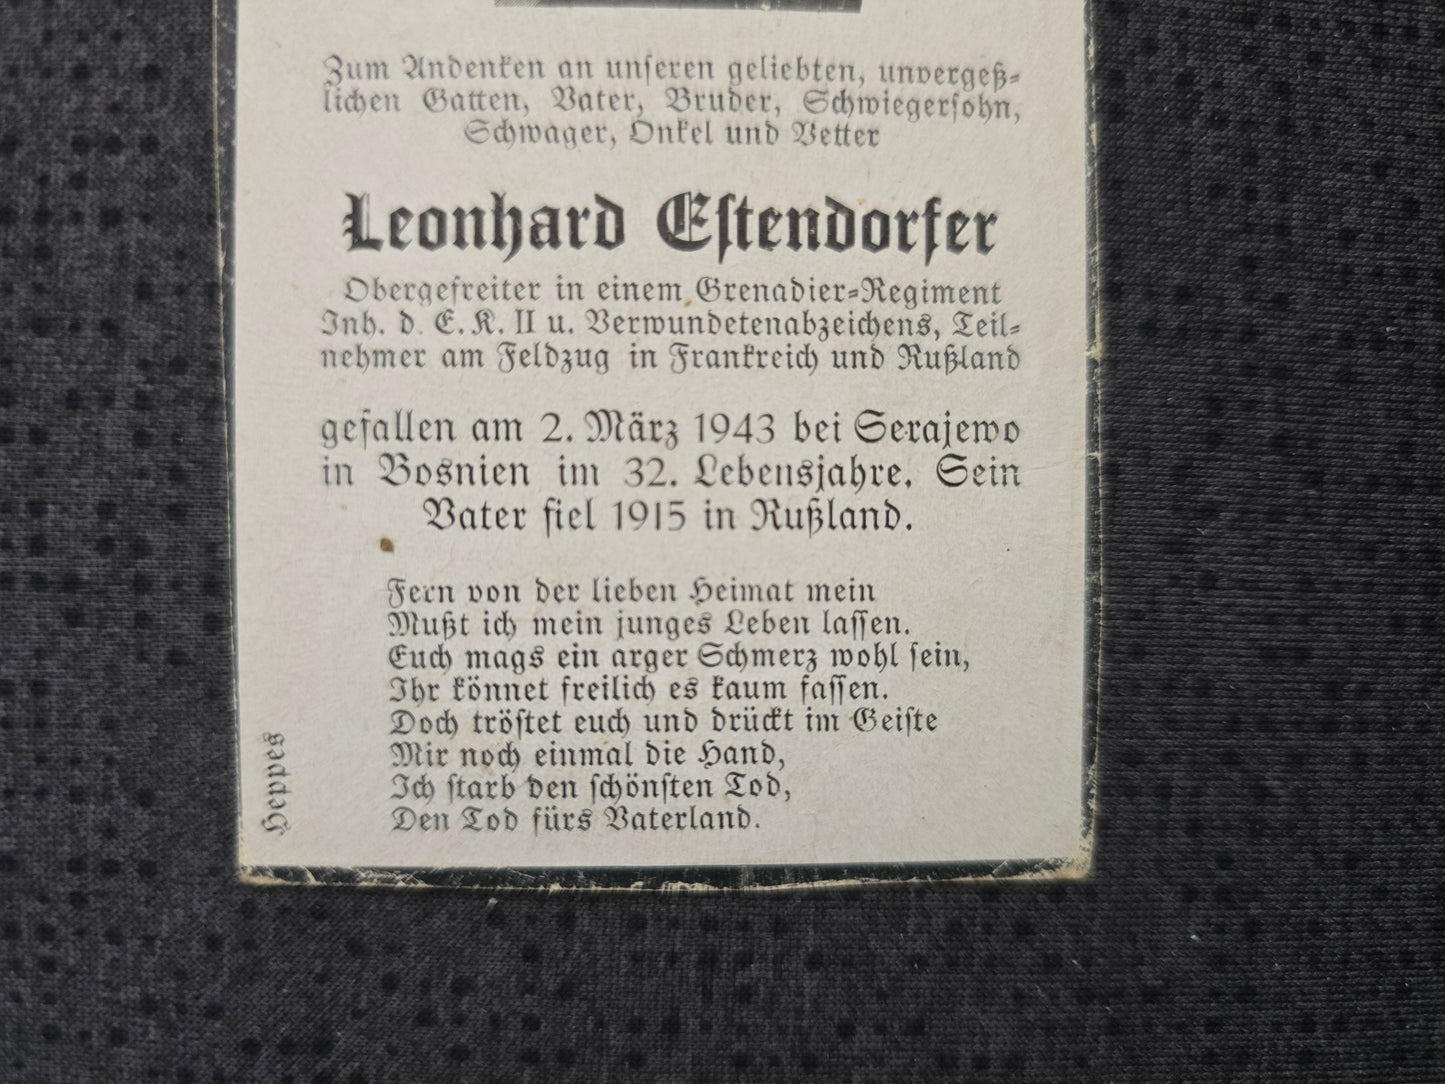 Zum Andenken an unseren geliebten, unvergeß-
lichen Gatten, Vater, Bruder, Schwiegersohn,
Schwager, Onkel und Vetter
Leonhard Estendorfer
Obergefreiter in einem Grenadier-Regiment
Inh. d. E. K. II u. Verwundetenabzeichens, Teil-
nehmer am Feldzug in Frankreich und Rußland
gefallen am 2. März 1943 bei Serajewo
in Bosnien im 32. Lebensjahre. Sein
Vater fiel 1915 in Rußland.
Fern von der lieben Heimat mein
Mußt ich mein junges Leben lassen.
Euch mags ein arger Schmerz wohl sein,
Ihr könnet freilich es kaum fassen.
Doch tröstet euch und drückt im Geiste
Mir noch einmal die Hand,
Ich starb den schönsten Tod,
Den Tod fürs Vaterland.
Heppes